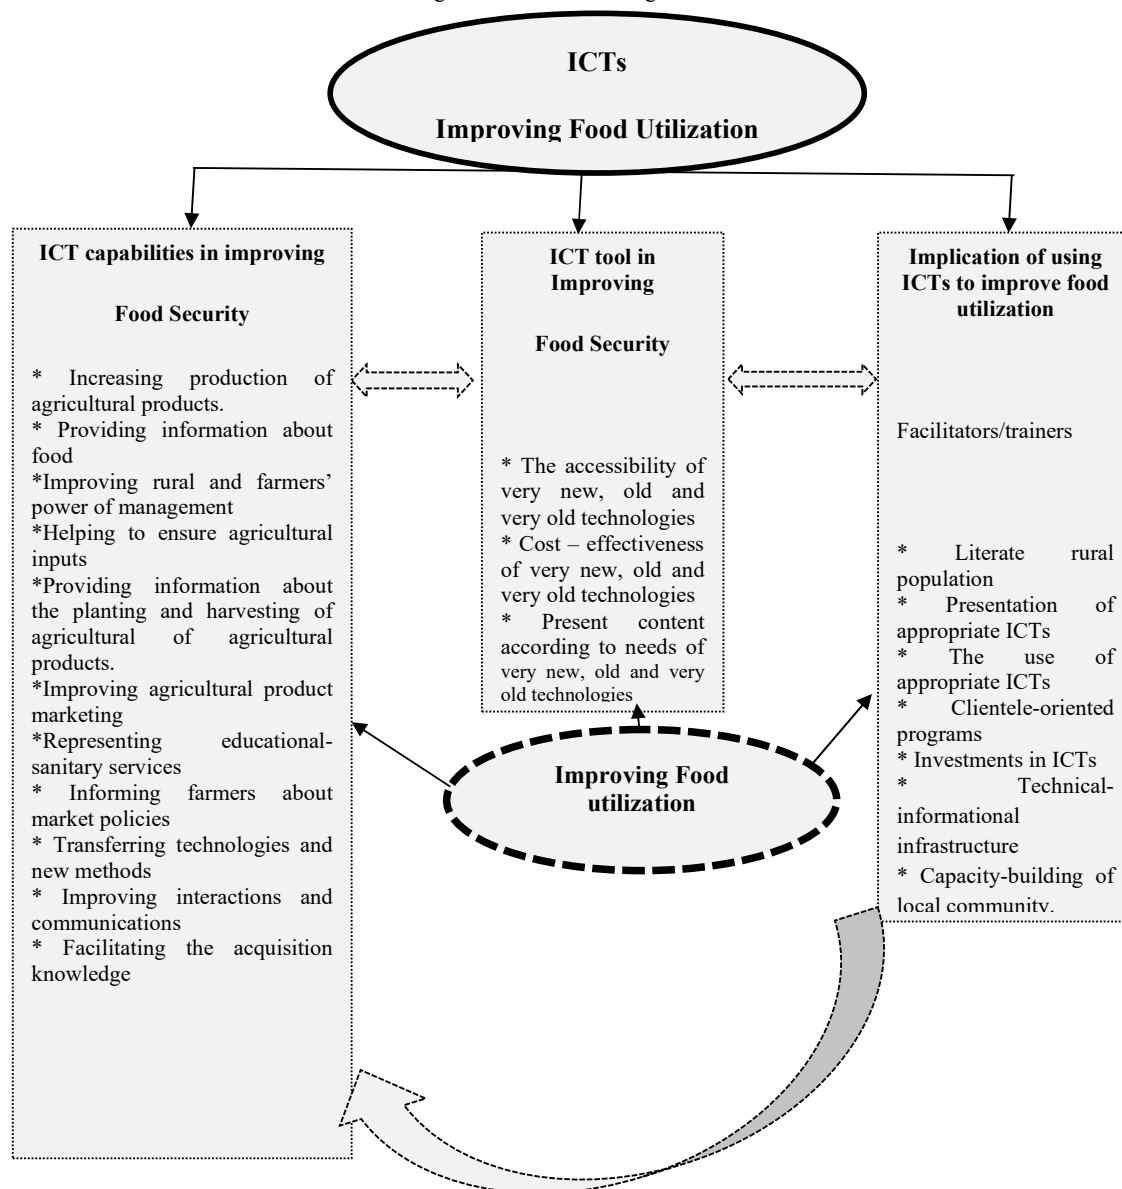 ICTs
Improving Food Utilization
ICT capabilities in improving
Food Security
* Increasing production of
agricultural products.
* Providing information about
food
*Improving rural and farmers’
power of management
*Helping to ensure agricultural
inputs
*Providing information about
the planting and harvesting of
agricultural of agricultural
products.
*Improving agricultural product
marketing
*Representing educational-
sanitary services
* Informing farmers about
market policies
* Transferring technologies and
new methods
* Improving interactions and
communications
* Facilitating the acquisition
knowledge
ICT tool in
Improving
Food Security
* The accessibility of
very new, old and
very old technologies
* Cost – effectiveness
of very new, old and
very old technologies
* Present content
according to needs of
very new, old and very
old technologies
Implication of using
ICTs to improve food
utilization
Facilitators/trainers
* Literate rural
population
* Presentation of
appropriate ICTs
* The use of
appropriate ICTs
* Clientele-oriented
programs
* Investments in ICTs
* Technical-
informational
infrastructure
* Capacity-building of
local community.
Improving Food
utilization